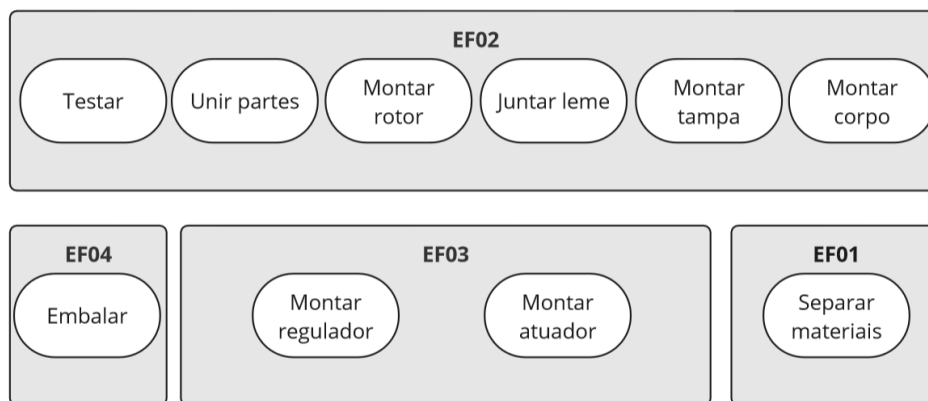 EF02
Testar
Unir partes
Montar
rotor
Juntar leme
Montar
tampa
Montar
corpo
EF04
Embalar
EF03
Montar
regulador
Montar
atuador
EF01
Separar
materiais